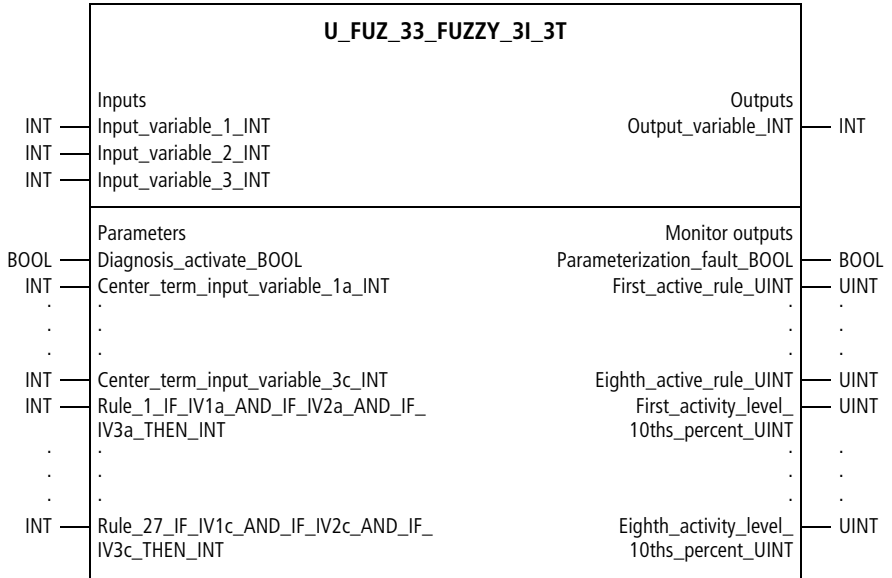 U_FUZ_33_FUZZY_3I_3T
Inputs Outputs
INT Input_variable_1_INT Output_variable_INT INT
INT Input_variable_2_INT
INT Input_variable_3_INT
Parameters Monitor outputs
BOOL Diagnosis_activate_BOOL Parameterization_fault_BOOL BOOL
INT Center_term_input_variable_1a_INT First_active_rule_UINT UINT
. . . .
. . . .
. . . .
INT Center_term_input_variable_3c_INT Eighth_active_rule_UINT UINT
INT Rule_1_IF_IV1a_AND_IF_IV2a_AND_IF_ First_activity_level_ UINT
IV3a_THEN_INT 10ths_percent_UINT
. . . .
. . . .
. . . .
INT Rule_27_IF_IV1c_AND_IF_IV2c_AND_IF_ Eighth_activity_level_ UINT
IV3c_THEN_INT 10ths_percent_UINT